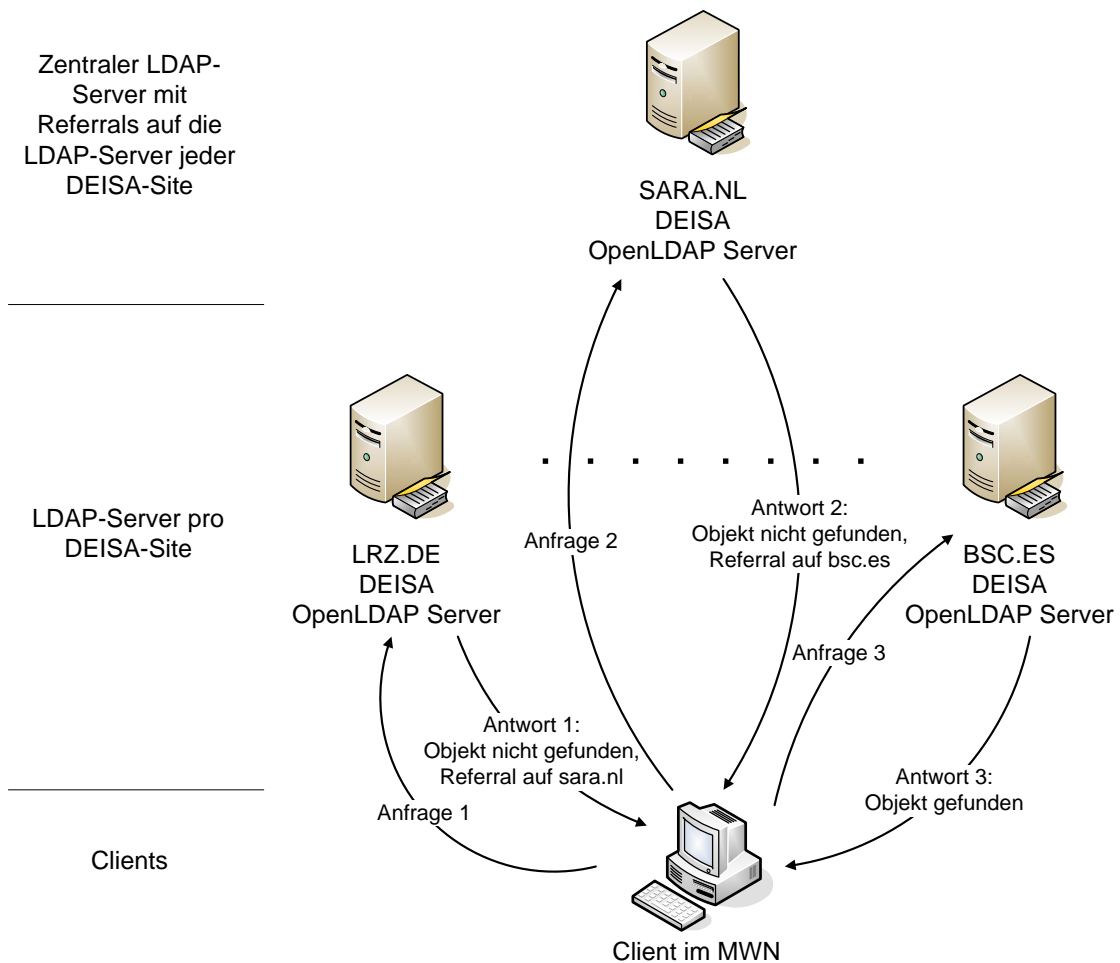 Zentraler LDAP-
Server mit
Referrals auf die
LDAP-Server jeder
DEISA-Site
SARA.NL
DEISA
OpenLDAP Server
LDAP-Server pro
DEISA-Site
LRZ.DE
DEISA
OpenLDAP Server
Anfrage 2
Antwort 2:
Objekt nicht gefunden,
Referral auf bsc.es
BSC.ES
DEISA
OpenLDAP Server
Anfrage 3
Antwort 1:
Objekt nicht gefunden,
Referral auf sara.nl
Antwort 3:
Objekt gefunden
Anfrage 1
Clients
Client im MWN